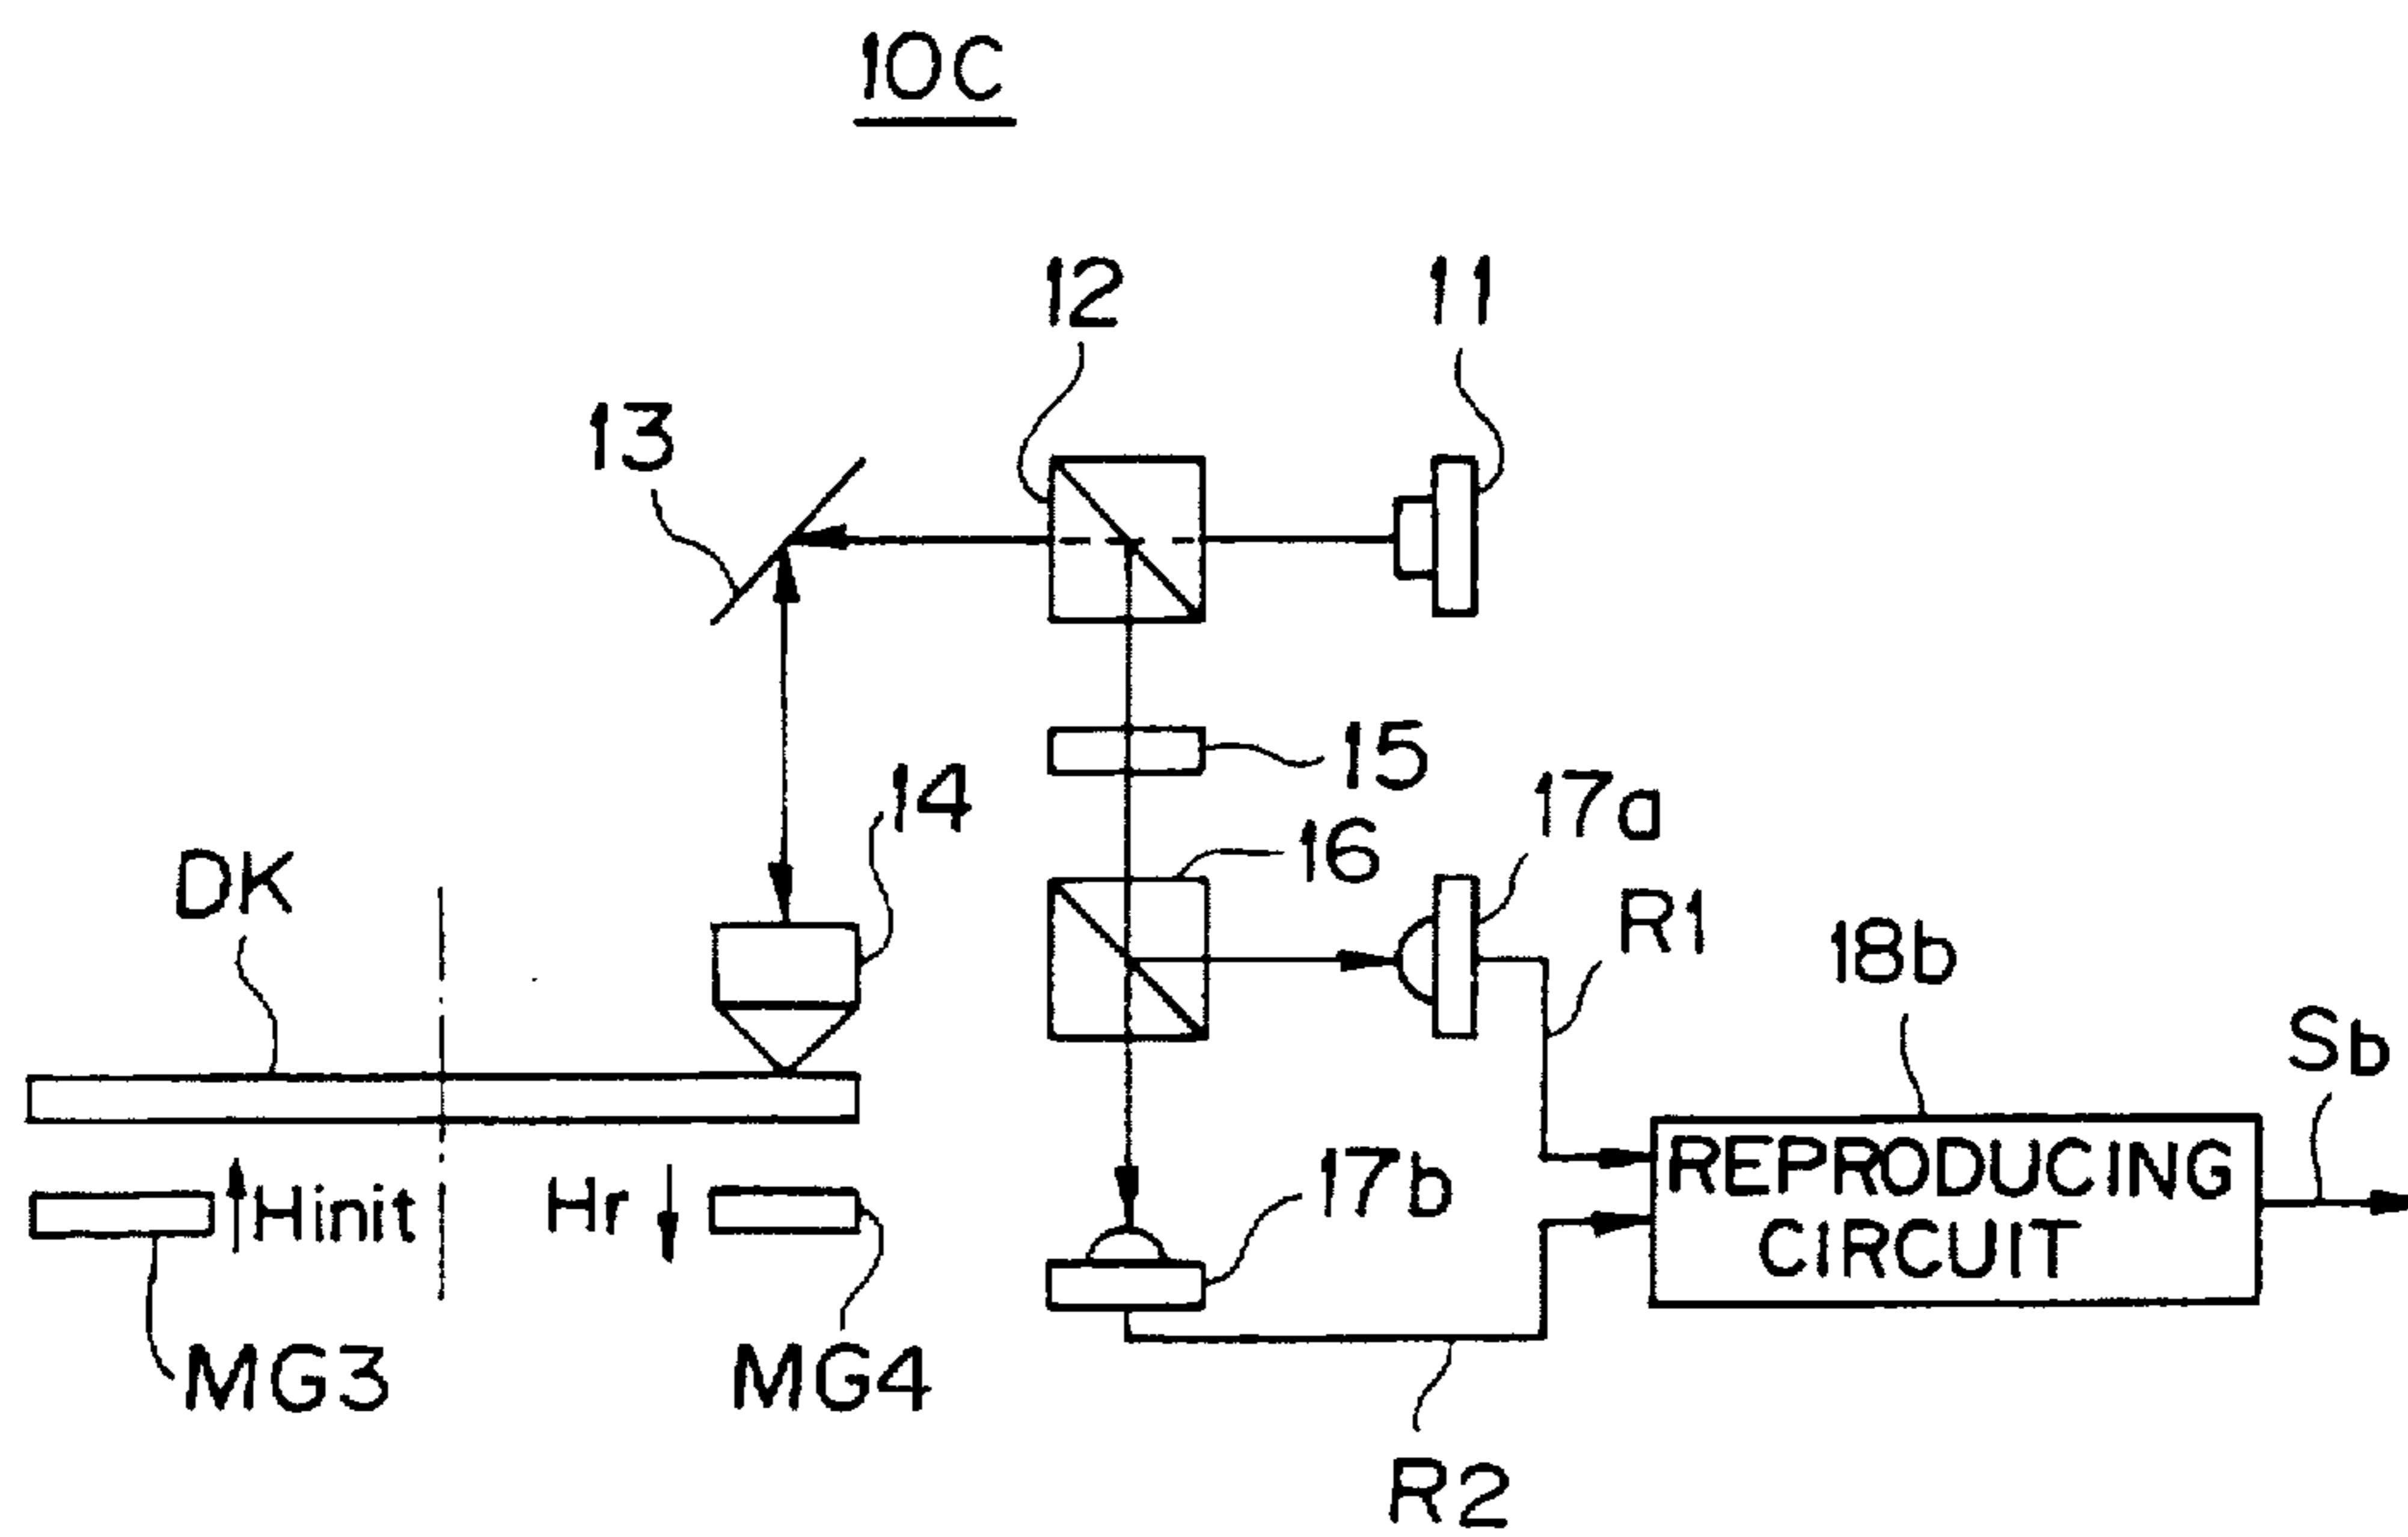 10C
12
11
13
15
14
17a
16
DK
R1
18b
Sb
REPRODUCING
CIRCUIT
17b
Hinit
Hr
MG3
MG4
R2